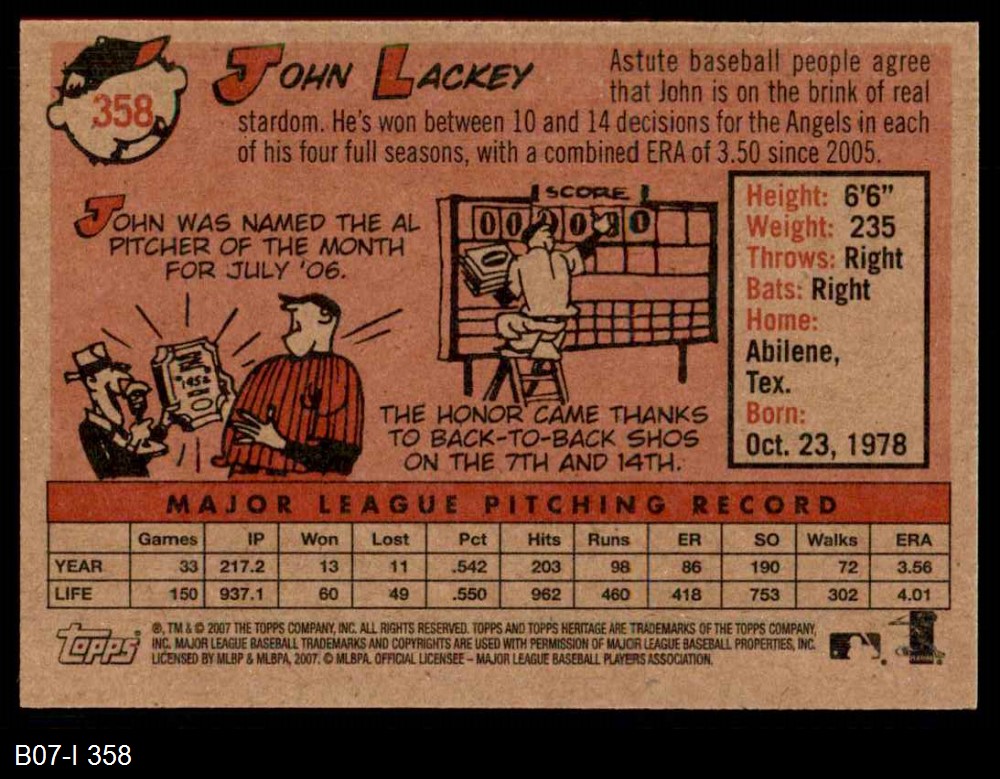 358
JOHN LACKEY
Astute baseball people agree
that John is on the brink of real
stardom. He's won between 10 and 14 decisions for the Angels in each
of his four full seasons, with a combined ERA of 3.50 since 2005.
JOHN WAS NAMED THE AL
PITCHER OF THE MONTH
FOR JULY '06.
SCORE
THE HONOR CAME THANKS
TO BACK-TO-BACK SHOS
ON THE 7TH AND 14TH.
Height: 6'6"
Weight: 235
Throws: Right
Bats: Right
Home:
Abilene,
Tex.
Born:
Oct. 23, 1978
MAJOR LEAGUE PITCHING RECORD
Games IP Won Lost Pct Hits Runs ER SO Walks ERA
YEAR 33 217.2 13 11 .542 203 98 86 190 72 3.56
LIFE 150 937.1 60 49 .550 962 460 418 753 302 4.01
Topps
®, TM & © 2007 THE TOPPS COMPANY, INC. ALL RIGHTS RESERVED. TOPPS AND TOPPS HERITAGE ARE TRADEMARKS OF THE TOPPS COMPANY,
INC. MAJOR LEAGUE BASEBALL TRADEMARKS AND COPYRIGHTS ARE USED WITH PERMISSION OF MAJOR LEAGUE BASEBALL PROPERTIES, INC.
LICENSED BY MLBP & MLBPA, 2007. © MLBPA. OFFICIAL LICENSEE – MAJOR LEAGUE BASEBALL PLAYERS ASSOCIATION.
B07-I 358